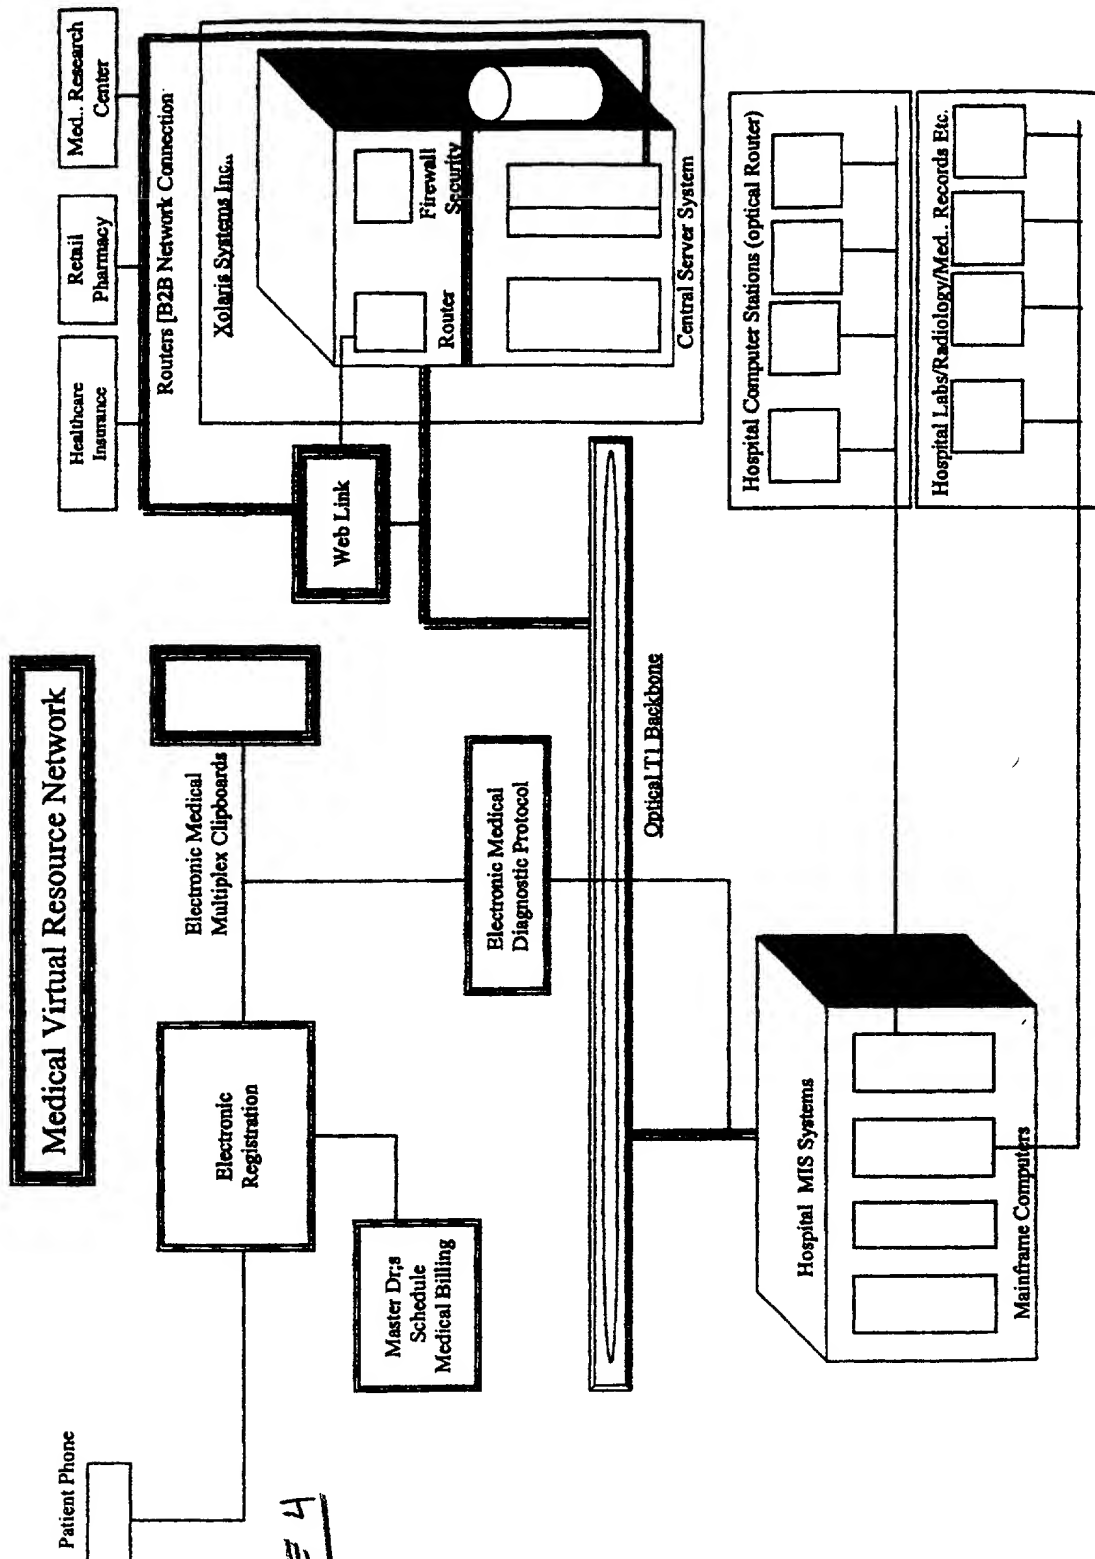 Medical Virtual Resource Network
Patient Phone
Electronic
Registration
Electronic Medical
Multiplex Clipboards
Master Dr;s
Schedule
Medical Billing
Electronic Medical
Diagnostic Protocol
Web Link
Healthcare
Insurance
Retail
Pharmacy
Med.. Research
Center
Routers [B2B Network Connection
Xolaris Systems Inc..
Router
Firewall
Security
Central Server System
Optical T1 Backbone
Hospital MIS Systems
Mainframe Computers
Hospital Computer Stations (optical Router)
Hospital Labs/Radiology/Med.. Records Etc.
4